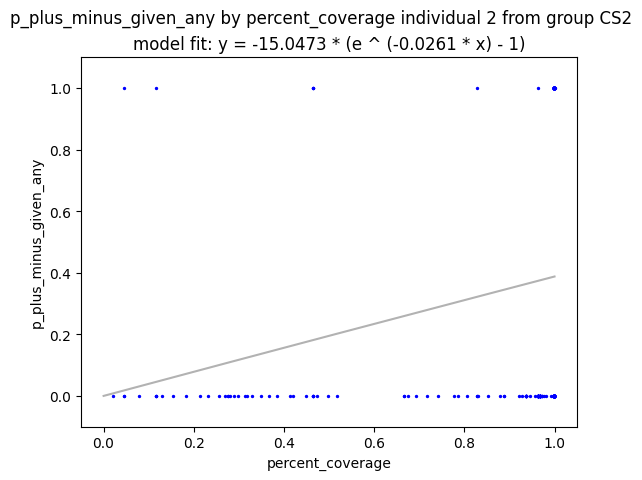 p_plus_minus_given_any by percent_coverage individual 2 from group CS2
model fit: y = -15.0473 * (e ^ (-0.0261 * x) - 1)
1.0
0.8
0.6
0.4
0.2
0.0
p_plus_minus_given_any
0.0 0.2 0.4 0.6 0.8 1.0
percent_coverage